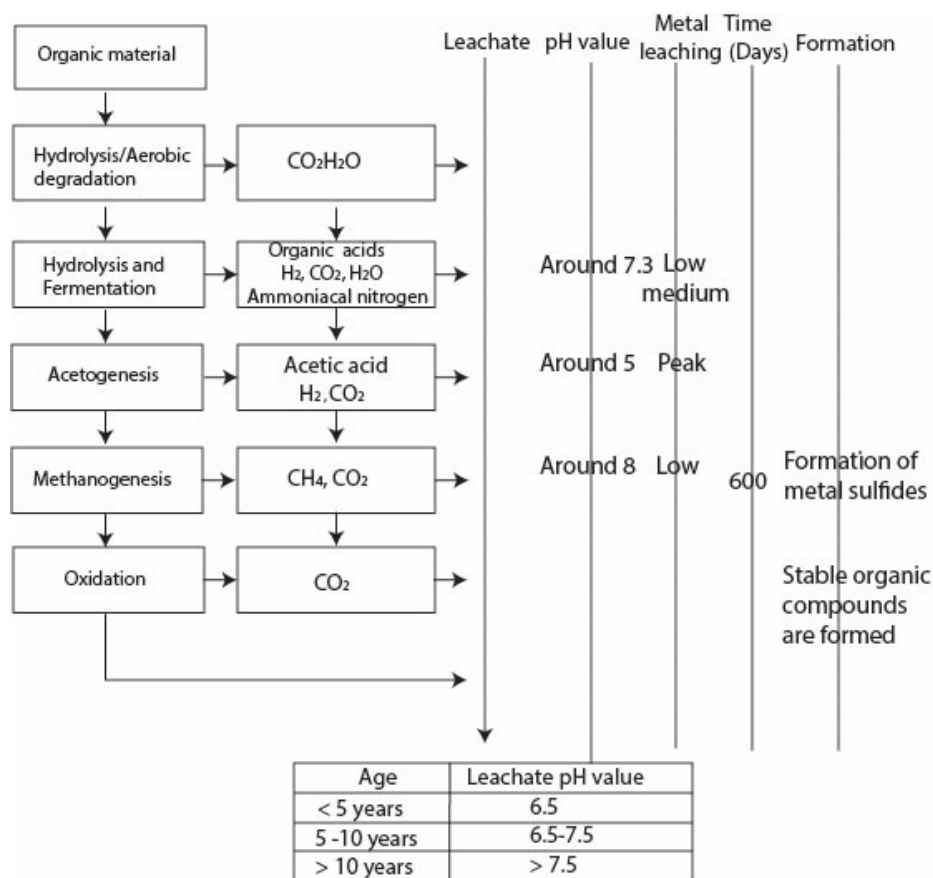 Organic material
Leachate
pH value
Metal leaching
Time (Days)
Formation
Hydrolysis/Aerobic
degradation
CO₂H₂O
Hydrolysis and
Fermentation
Organic acids
H₂, CO₂, H₂O
Ammoniacal nitrogen
Around 7.3
Low
medium
Acetogenesis
Acetic acid
H₂, CO₂
Around 5
Peak
Methanogenesis
CH₄, CO₂
Around 8
Low
600
Formation of
metal sulfides
Oxidation
CO₂
Stable organic
compounds
are formed
Age
Leachate pH value
< 5 years
6.5
5 -10 years
6.5-7.5
> 10 years
> 7.5